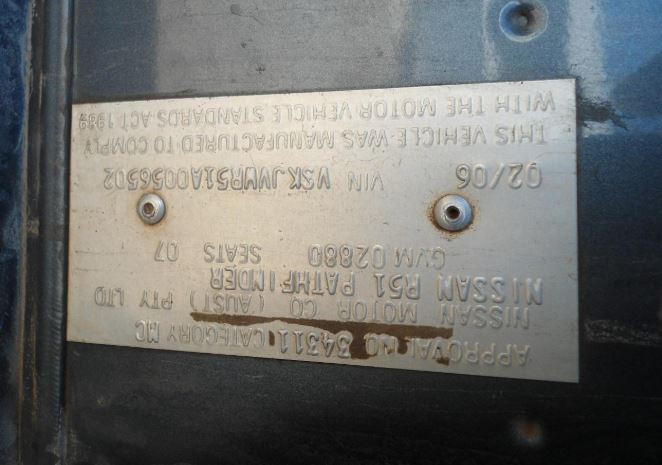 APPROVAL NO 34311 CATEGORY MC
NISSAN MOTOR CO (AUST) PTY LTD
NISSAN R51 PATHFINDER
GVM 02880 SEATS 07
02/06 VIN VSKJVWR51A0056502
THIS VEHICLE WAS MANUFACTURED TO COMPLY
WITH THE MOTOR VEHICLE STANDARDS ACT 1989